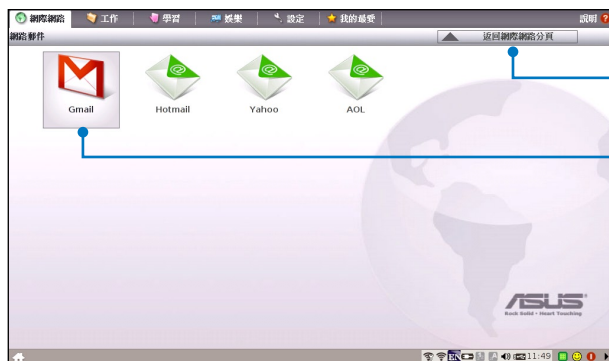 網際網路 工作 學習 娛樂 設定 我的最愛 說明 ?
網路郵件 返回網際網路分頁
Gmail Hotmail Yahoo AOL
ASUS
Rock Solid • Heart Touching
EN 11:49